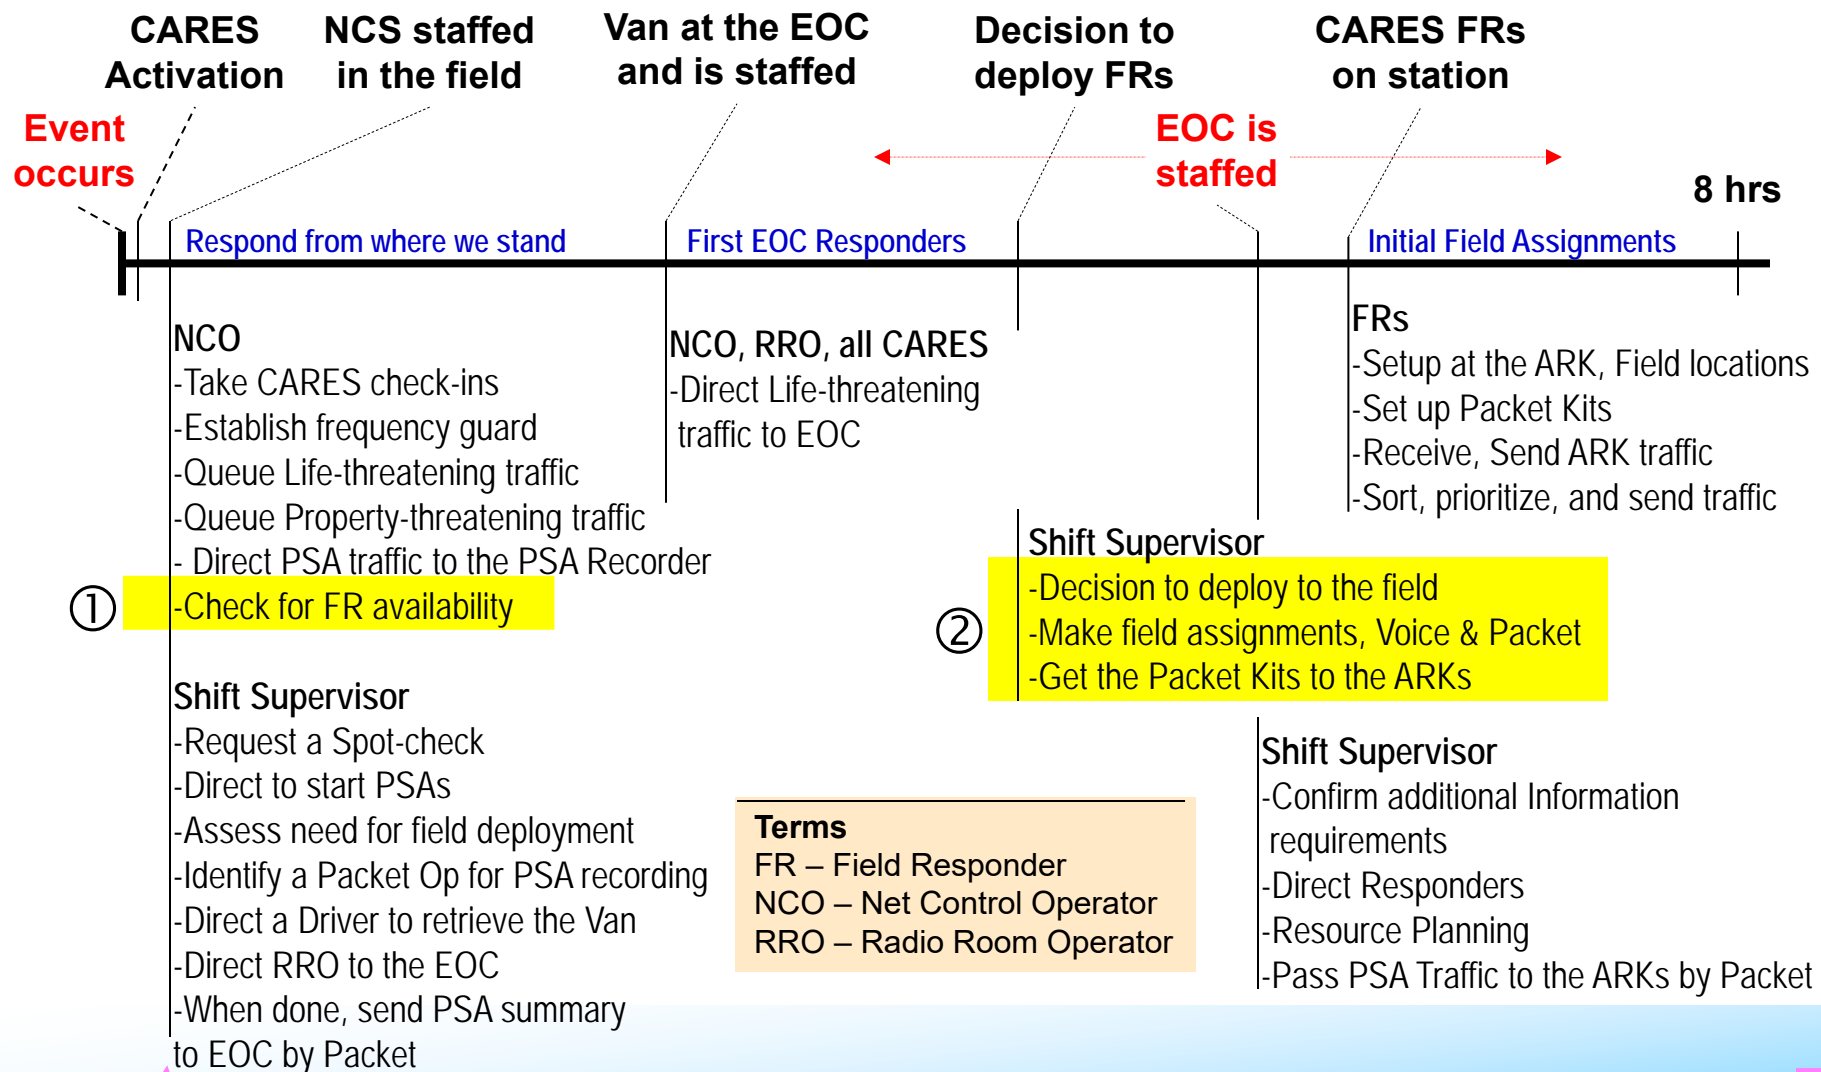 CARES
Activation
NCS staffed
in the field
Van at the EOC
and is staffed
Decision to
deploy FRs
CARES FRs
on station
Event
occurs
EOC is
staffed
8 hrs
Respond from where we stand
First EOC Responders
Initial Field Assignments
NCO
-Take CARES check-ins
-Establish frequency guard
-Queue Life-threatening traffic
-Queue Property-threatening traffic
- Direct PSA traffic to the PSA Recorder
①
-Check for FR availability
Shift Supervisor
-Request a Spot-check
-Direct to start PSAs
-Assess need for field deployment
-Identify a Packet Op for PSA recording
-Direct a Driver to retrieve the Van
-Direct RRO to the EOC
-When done, send PSA summary
to EOC by Packet
NCO, RRO, all CARES
-Direct Life-threatening
traffic to EOC
Shift Supervisor
②
-Decision to deploy to the field
-Make field assignments, Voice & Packet
-Get the Packet Kits to the ARKs
FRs
-Setup at the ARK, Field locations
-Set up Packet Kits
-Receive, Send ARK traffic
-Sort, prioritize, and send traffic
Shift Supervisor
-Confirm additional Information
requirements
-Direct Responders
-Resource Planning
-Pass PSA Traffic to the ARKs by Packet
Terms
FR – Field Responder
NCO – Net Control Operator
RRO – Radio Room Operator